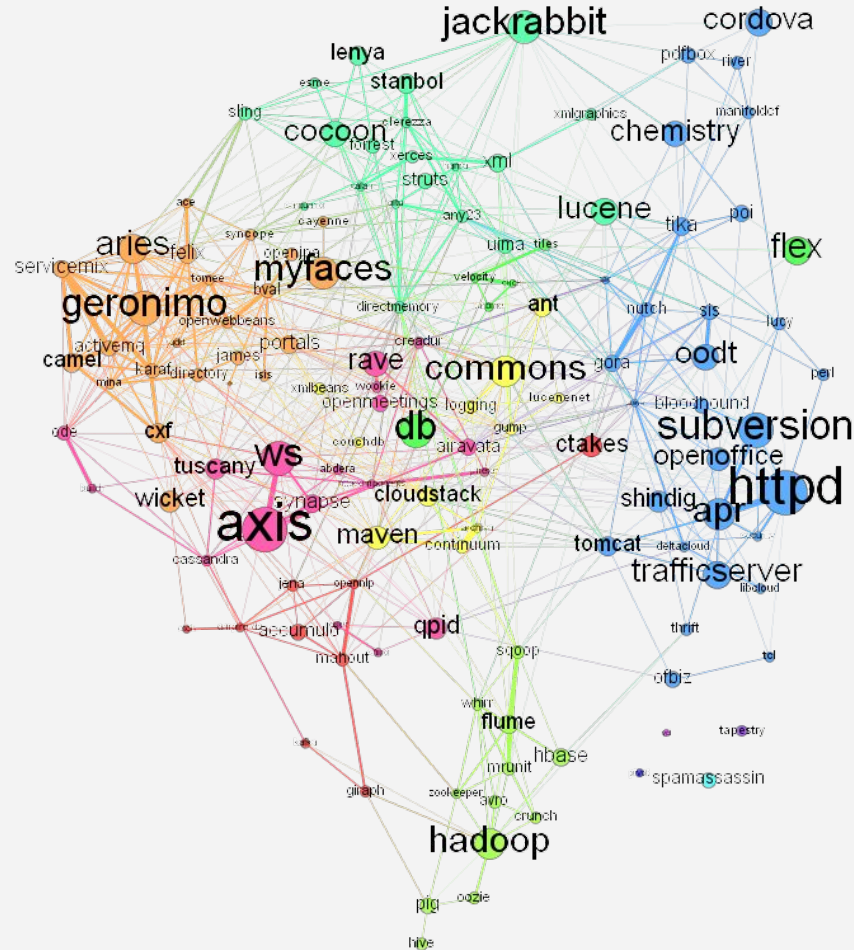 jackrabbit
cordova
lenya
pdfbox
river
esme
stanbol
sling
xmlgraphics
manifoldcf
cocoon
clerezza
chemistry
forrest
xerces
xml
struts
ace
lucene
any23
poi
cayenne
tika
syncope
aries
felix
uima
tiles
flex
openjpa
servicemix
myfaces
tomee
velocity
bval
geronimo
directmemory
ant
nutch
sis
openwebbeans
lucy
activemq
portals
creadur
camel
james
rave
commons
gora
oodt
karaf
directory
isis
perl
mina
wookie
xmlbeans
openmeetings
logging
lucenenet
bloodhound
ode
cxf
db
gump
subversion
couchdb
airavata
ctakes
ws
openoffice
tuscany
abdera
httpd
wicket
synapse
cloudstack
shindig
apr
axis
maven
continuum
tomcat
deltacloud
cassandra
trafficserver
jena
opennlp
libcloud
accumulo
qpid
thrift
mahout
sqoop
tcl
ofbiz
whirr
flume
tapestry
hbase
mrunit
spamassassin
giraph
zookeeper
avro
crunch
hadoop
oozie
pig
hive